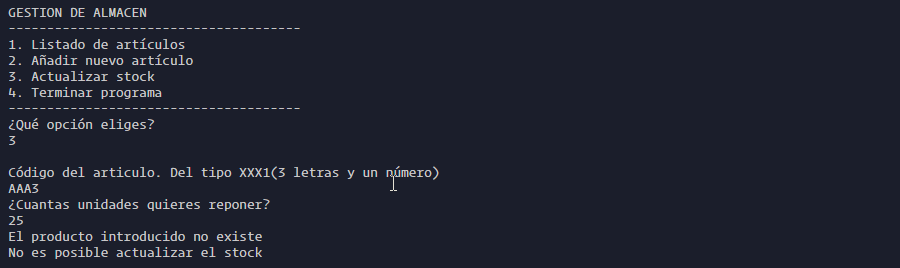 GESTION DE ALMACEN
--------------------------------------
1. Listado de artículos
2. Añadir nuevo artículo
3. Actualizar stock
4. Terminar programa
--------------------------------------
¿Qué opción eliges?
3
Código del articulo. Del tipo XXX1(3 letras y un número)
AAA3
¿Cuantas unidades quieres reponer?
25
El producto introducido no existe
No es posible actualizar el stock